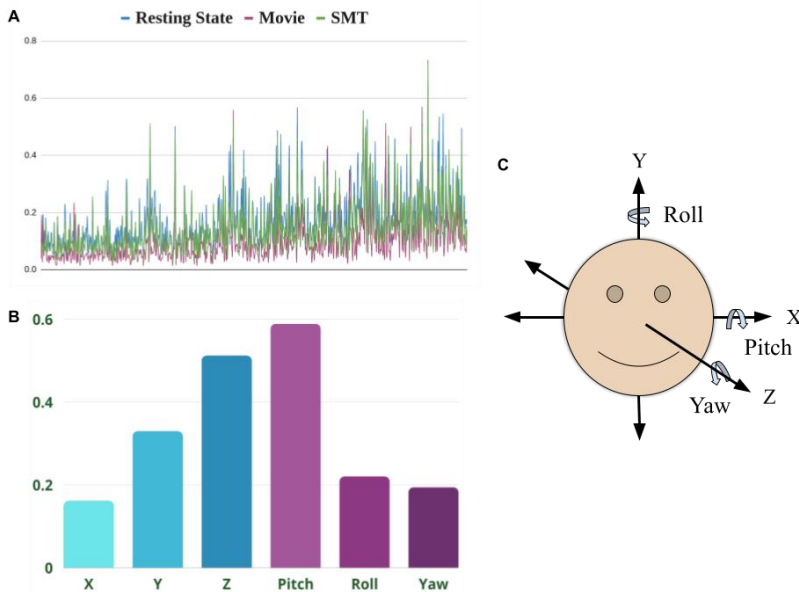 A
Resting State Movie SMT
0.8
0.6
0.4
0.2
0.0
B
0.6
0.4
0.2
0
X Y Z Pitch Roll Yaw
C
Y
Roll
X
Pitch
Yaw
Z